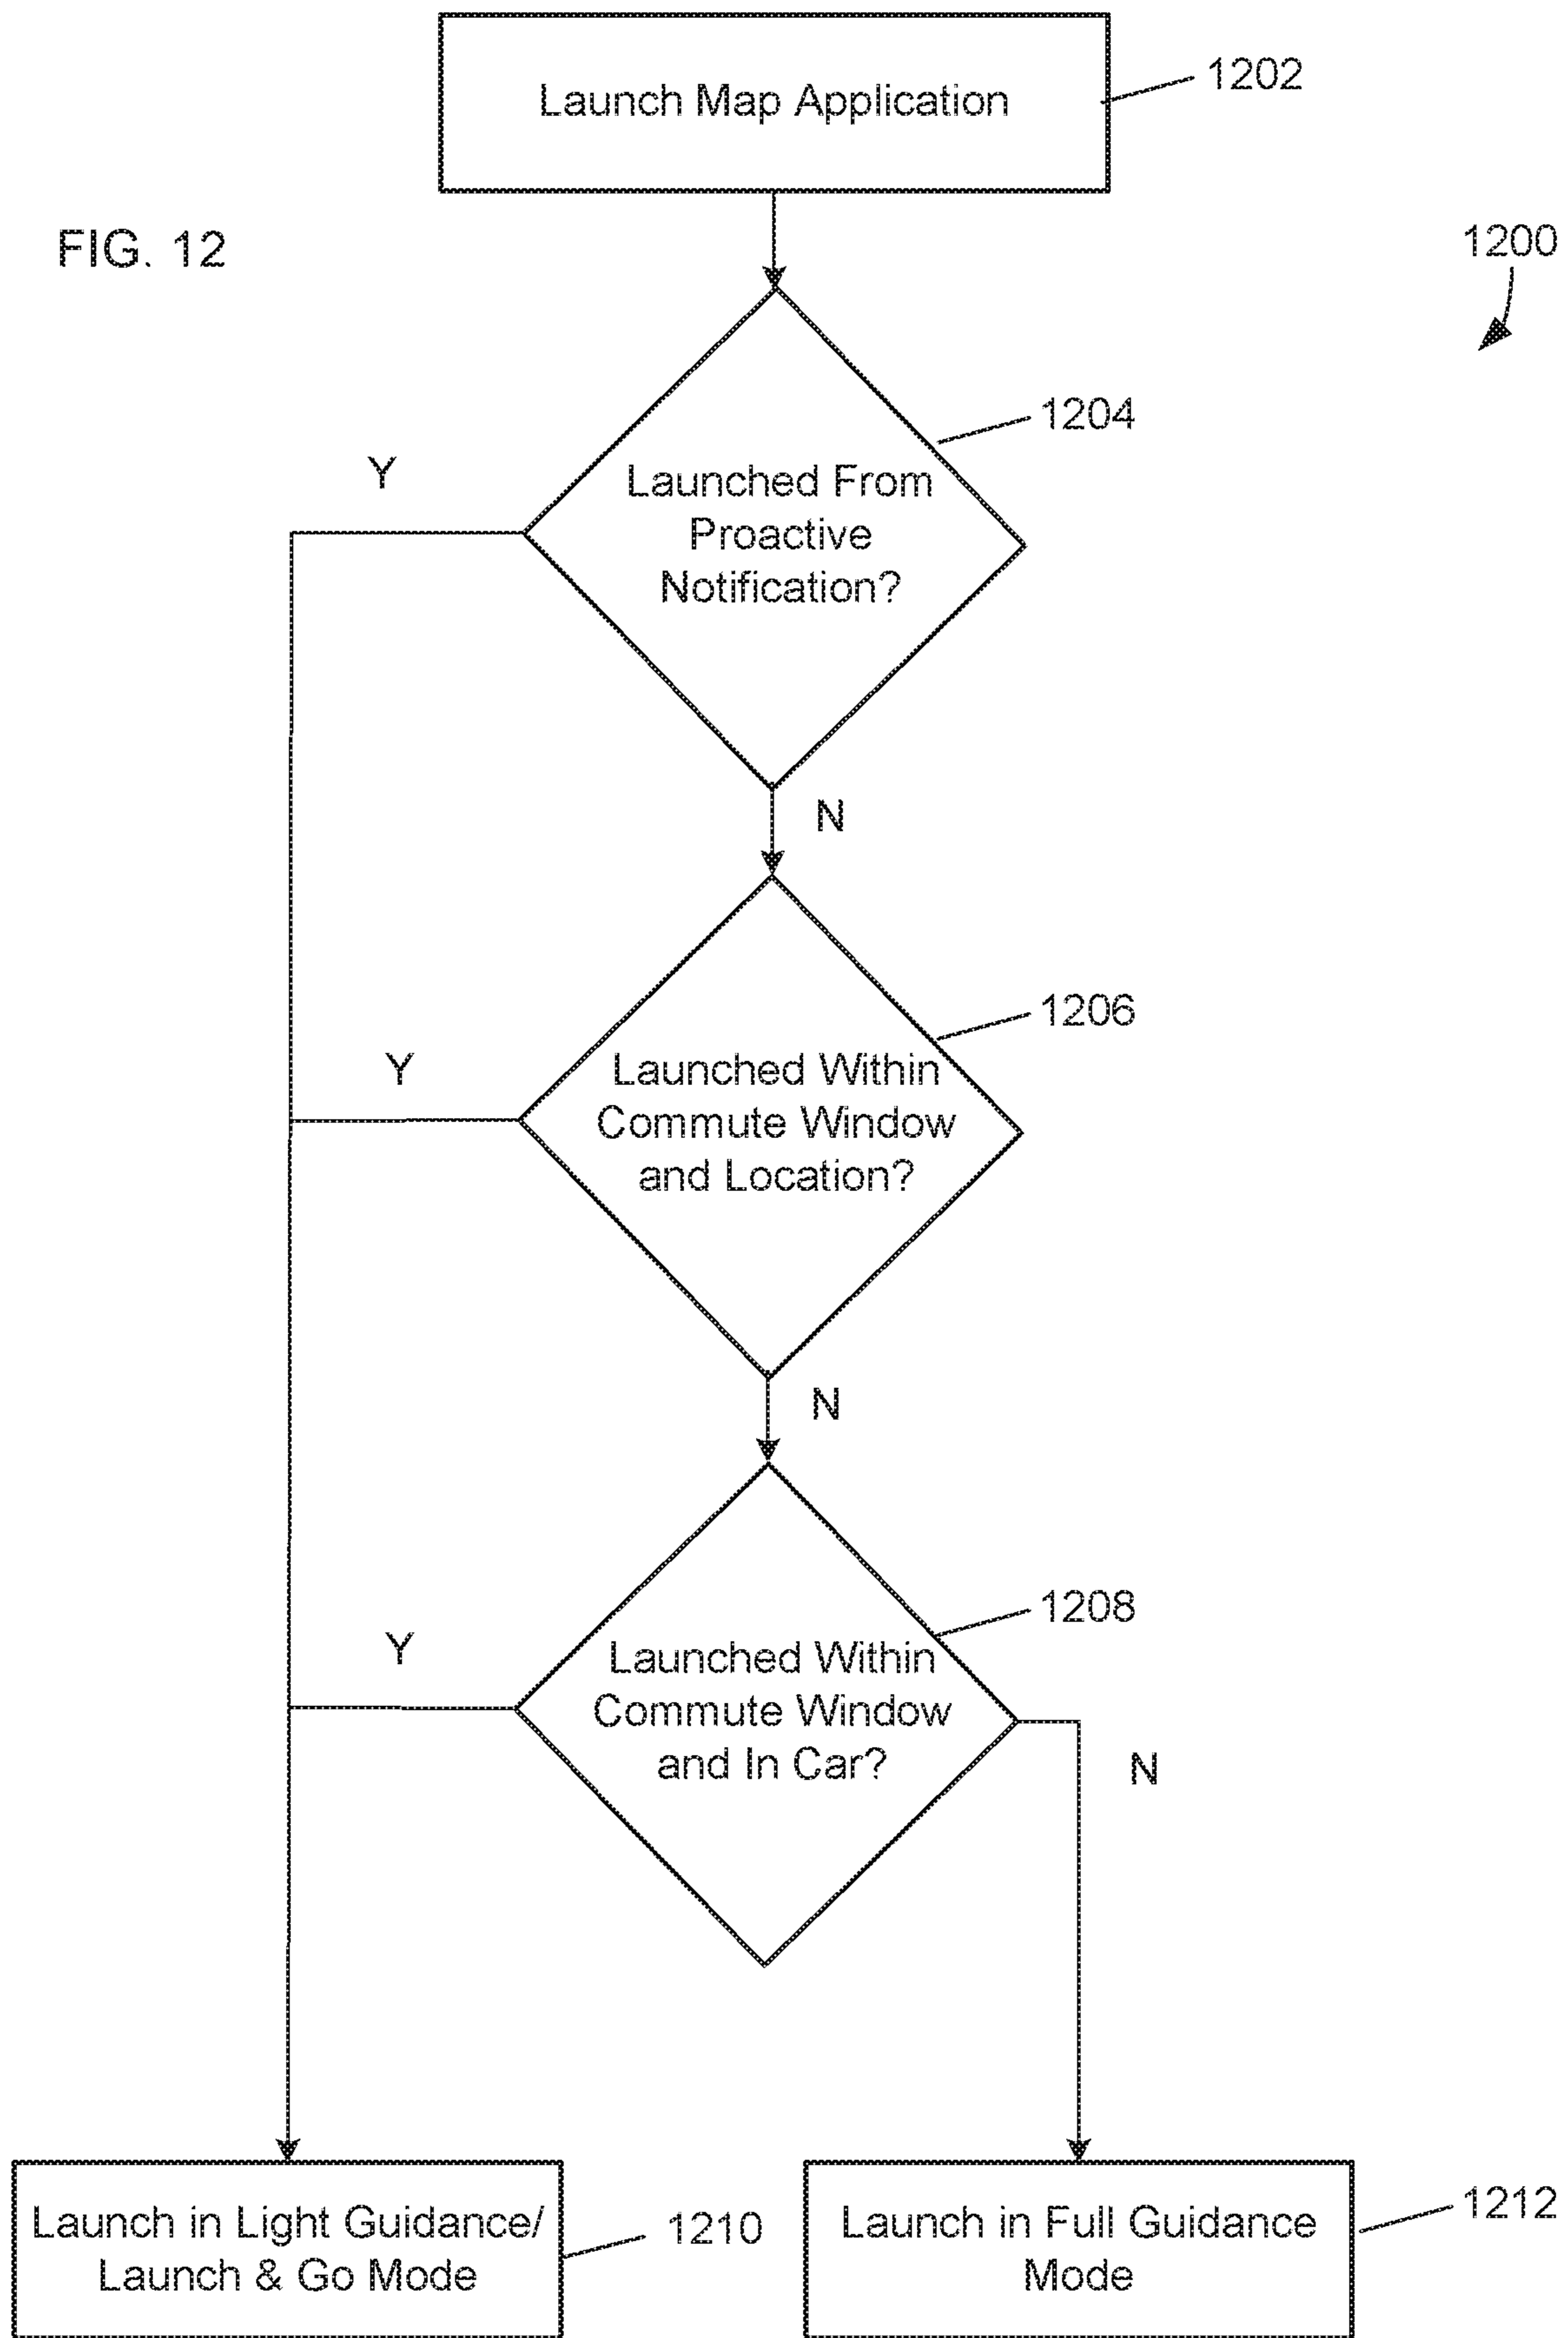 Launch Map Application
1202
FIG. 12
1200
1204
Y
Launched From
Proactive
Notification?
N
1206
Y
Launched Within
Commute Window
and Location?
N
1208
Y
Launched Within
Commute Window
and In Car?
N
Launch in Light Guidance/
Launch & Go Mode
1210
Launch in Full Guidance
Mode
1212